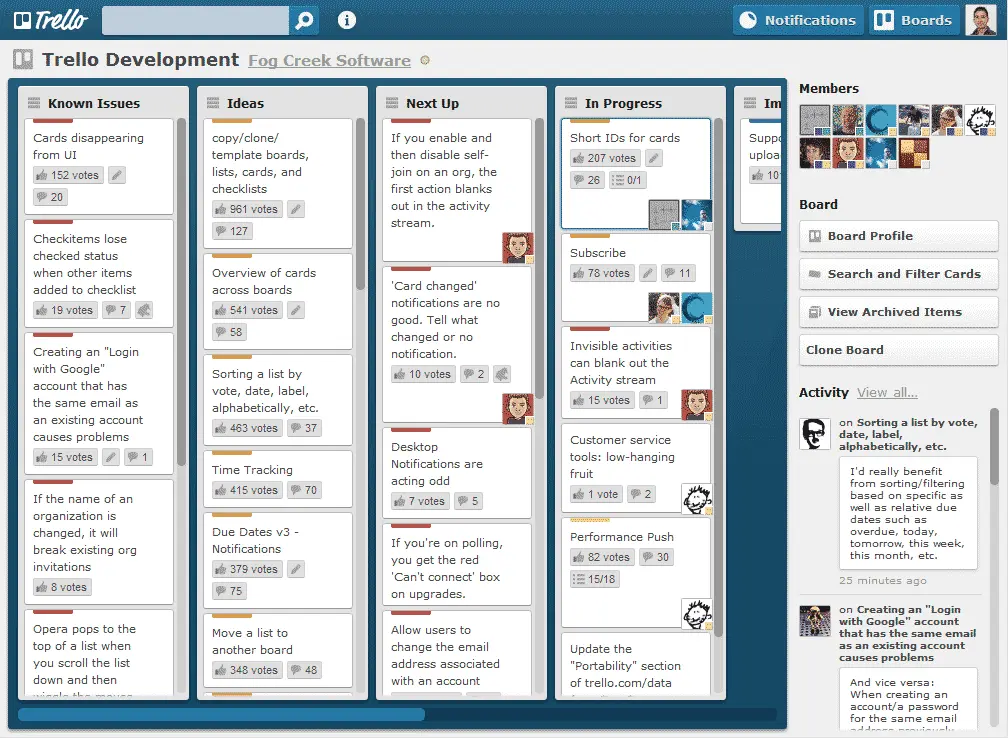 Trello
Notifications
Boards
Trello Development Fog Creek Software
Known Issues
Cards disappearing
from UI
152 votes
20
Checkitems lose
checked status
when other items
added to checklist
19 votes 7
Creating an "Login
with Google"
account that has
the same email as
an existing account
causes problems
15 votes 1
If the name of an
organization is
changed, it will
break existing org
invitations
8 votes
Opera pops to the
top of a list when
you scroll the list
down and then
Ideas
copy/clone/
template boards,
lists, cards, and
checklists
961 votes
127
Overview of cards
across boards
541 votes
58
Sorting a list by
vote, date, label,
alphabetically, etc.
463 votes 37
Time Tracking
415 votes 70
Due Dates v3 -
Notifications
379 votes
75
Move a list to
another board
348 votes 48
Next Up
If you enable and
then disable self-
join on an org, the
first action blanks
out in the activity
stream.
'Card changed'
notifications are no
good. Tell what
changed or no
notification.
10 votes 2
Desktop
Notifications are
acting odd
7 votes 5
If you're on polling,
you get the red
'Can't connect' box
on upgrades.
Allow users to
change the email
address associated
with an account
In Progress
Short IDs for cards
207 votes
26 0/1
Subscribe
78 votes 11
Invisible activities
can blank out the
Activity stream
15 votes 1
Customer service
tools: low-hanging
fruit
1 vote 2
Performance Push
82 votes 30
15/18
Update the
"Portability" section
of trello.com/data
Im
Suppo
uploa
10
Members
Board
Board Profile
Search and Filter Cards
View Archived Items
Clone Board
Activity View all...
on Sorting a list by vote,
date, label,
alphabetically, etc.
I'd really benefit
from sorting/filtering
based on specific as
well as relative due
dates such as
overdue, today,
tomorrow, this week,
this month, etc.
25 minutes ago
on Creating an "Login
with Google" account
that has the same email
as an existing account
causes problems
And vice versa:
When creating an
account/a password
for the same email